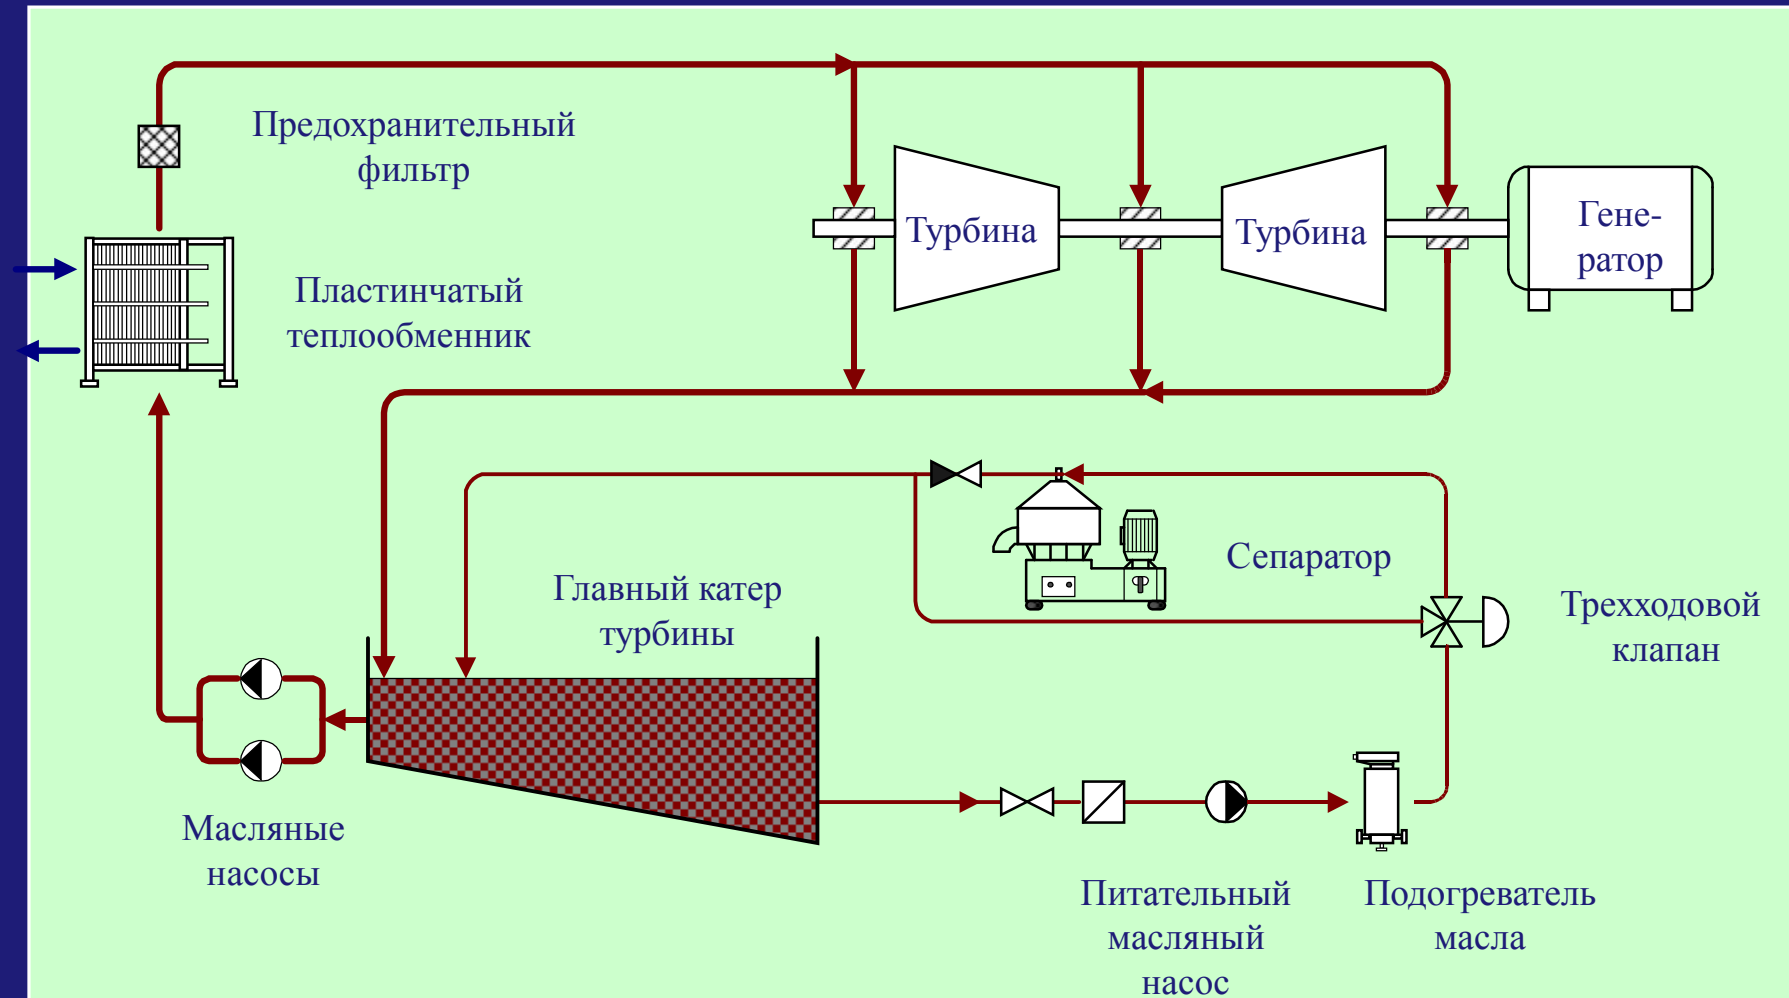 Предохранительный
фильтр
Турбина
Турбина
Гене-
ратор
Пластинчатый
теплообменник
Сепаратор
Главный катер
турбины
Трехходовой
клапан
Масляные
насосы
Питательный
масляный
насос
Подогреватель
масла